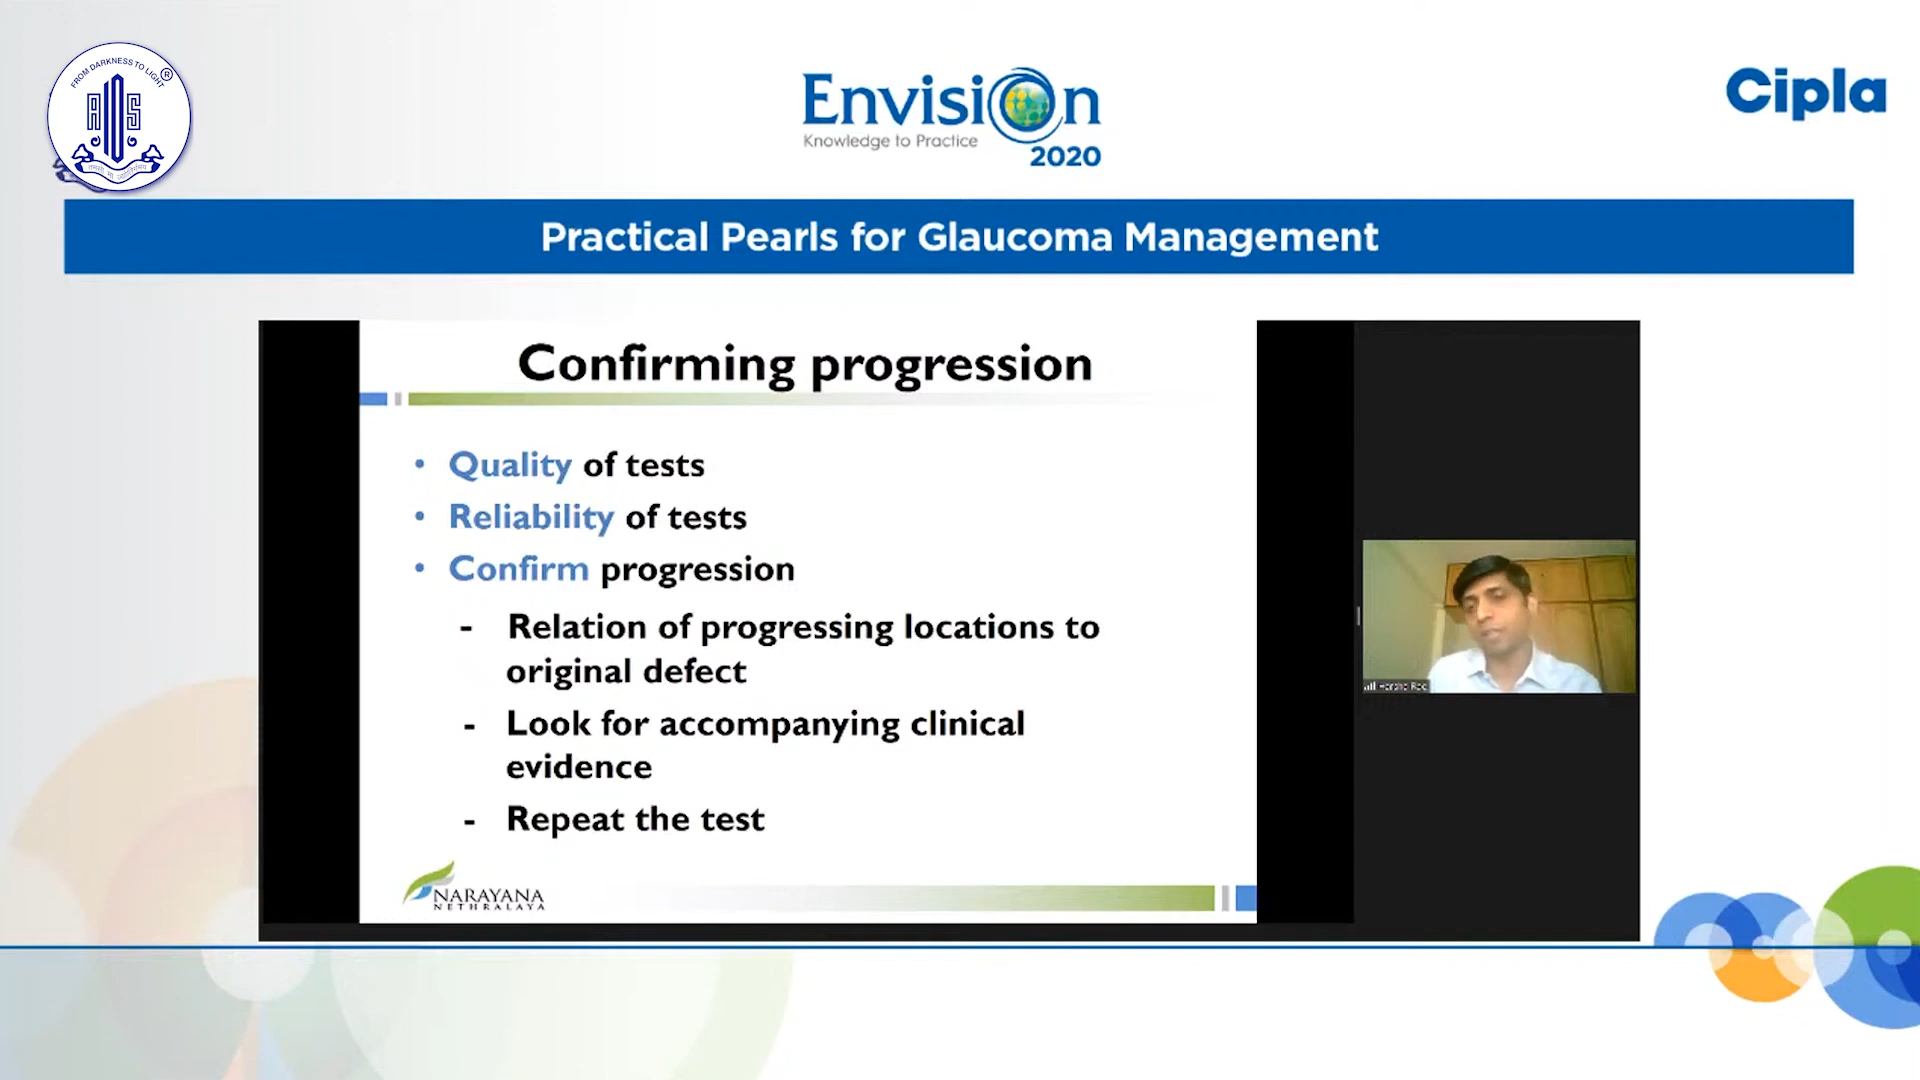 FROM DARKNESS TO LIGHT
®
AIOS
Envision
Knowledge to Practice
2020
Cipla
Practical Pearls for Glaucoma Management
Confirming progression
• Quality of tests
• Reliability of tests
• Confirm progression
- Relation of progressing locations to
original defect
- Look for accompanying clinical
evidence
- Repeat the test
NARAYANA
NETHRALAYA